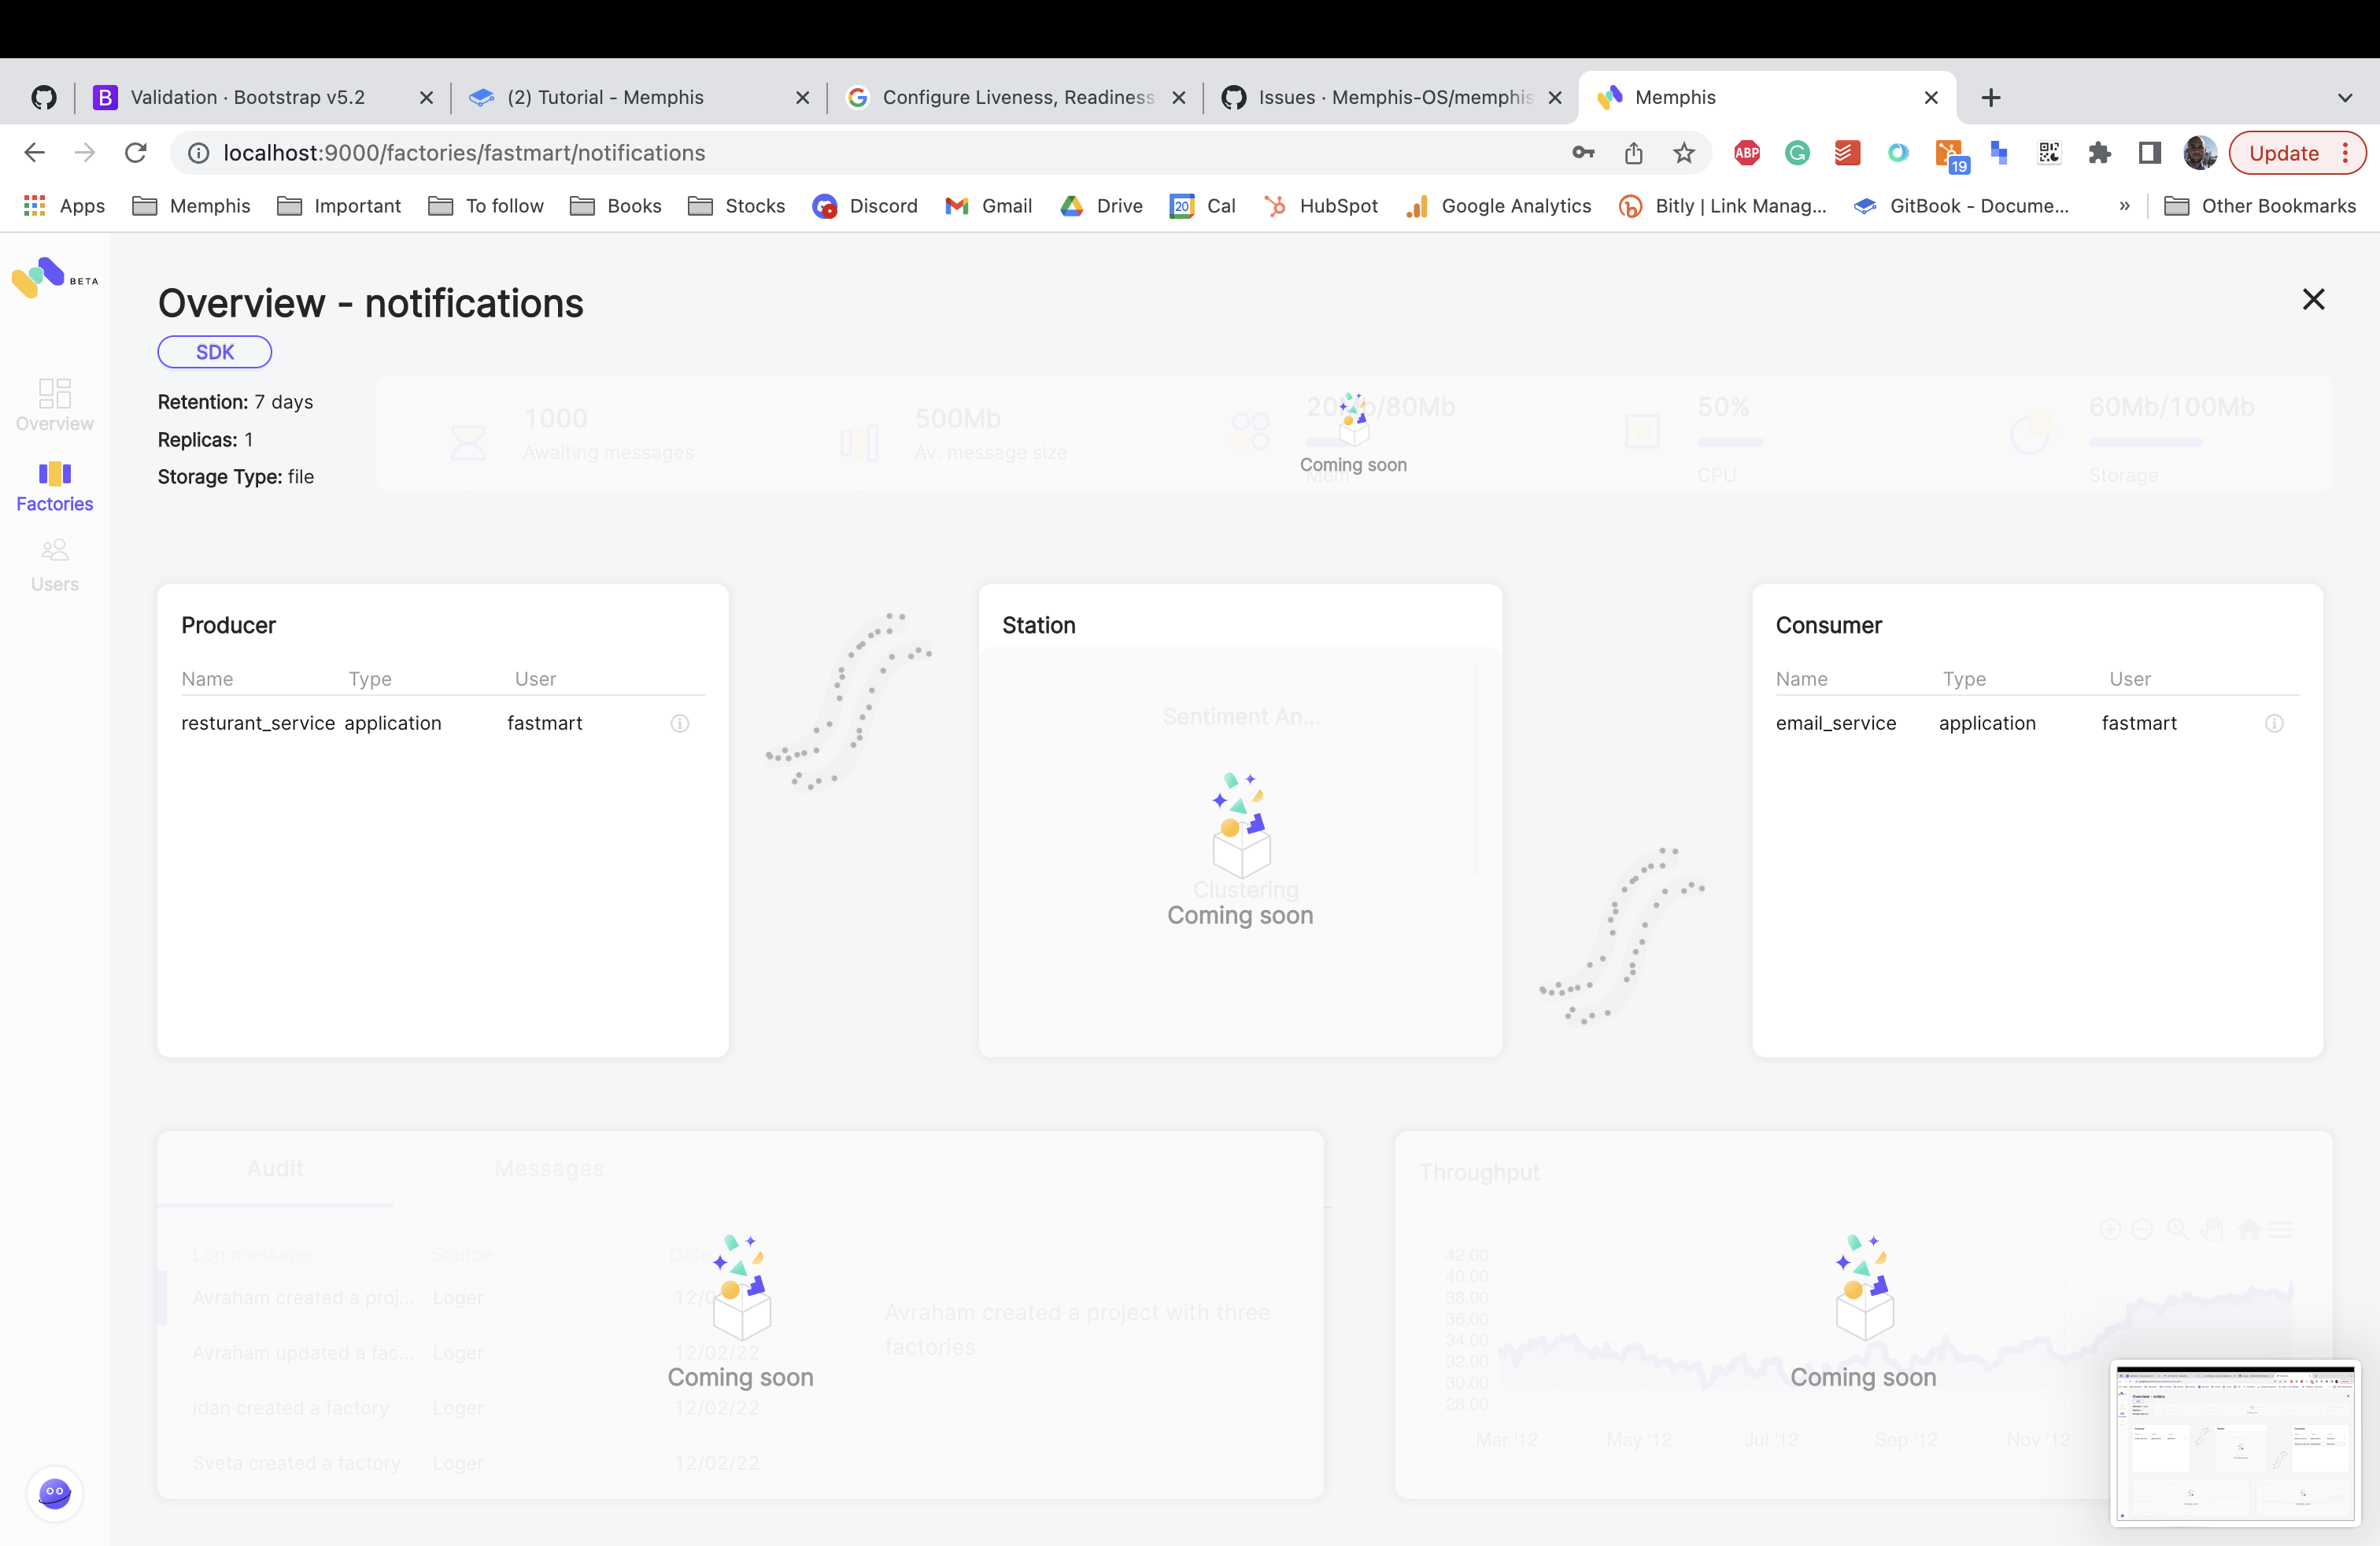 Validation · Bootstrap v5.2
(2) Tutorial - Memphis
Configure Liveness, Readiness
Issues · Memphis-OS/memphis
Memphis
localhost:9000/factories/fastmart/notifications
ABP
19
Update
Apps
Memphis
Important
To follow
Books
Stocks
Discord
Gmail
Drive
20
Cal
HubSpot
Google Analytics
Bitly | Link Manag...
GitBook - Docume...
»
Other Bookmarks
BETA
Overview
Factories
Users
Overview - notifications
SDK
Retention: 7 days
Replicas: 1
Storage Type: file
1000
Awaiting messages
500Mb
Av. message size
20Mb/80Mb
Mem
Coming soon
50%
CPU
60Mb/100Mb
Storage
Producer
Name Type User
resturant_service application fastmart
Station
Sentiment An...
Clustering
Coming soon
Consumer
Name Type User
email_service application fastmart
Audit Messages
Log message Source Date
Avraham created a proj... Loger
Avraham updated a fac... Loger 12/02/22
Idan created a factory Loger 12/02/22
Sveta created a factory Loger 12/02/22
Avraham created a project with three
factories
Coming soon
Throughput
42.00
40.00
38.00
36.00
34.00
32.00
30.00
28.00
Mar '12 May '12 Jul '12 Sep '12 Nov '12
Coming soon
Overview - orders